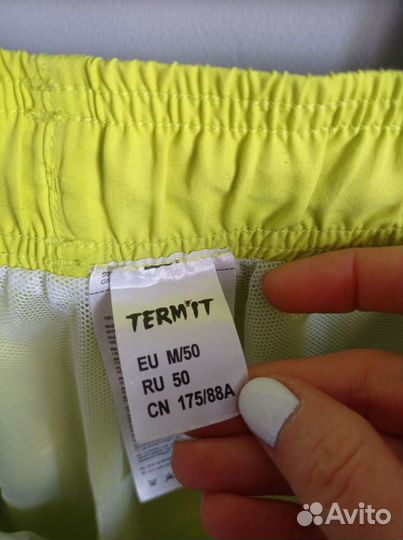 TERMIT
EU M/50
RU 50
CN 175/88A
Avito